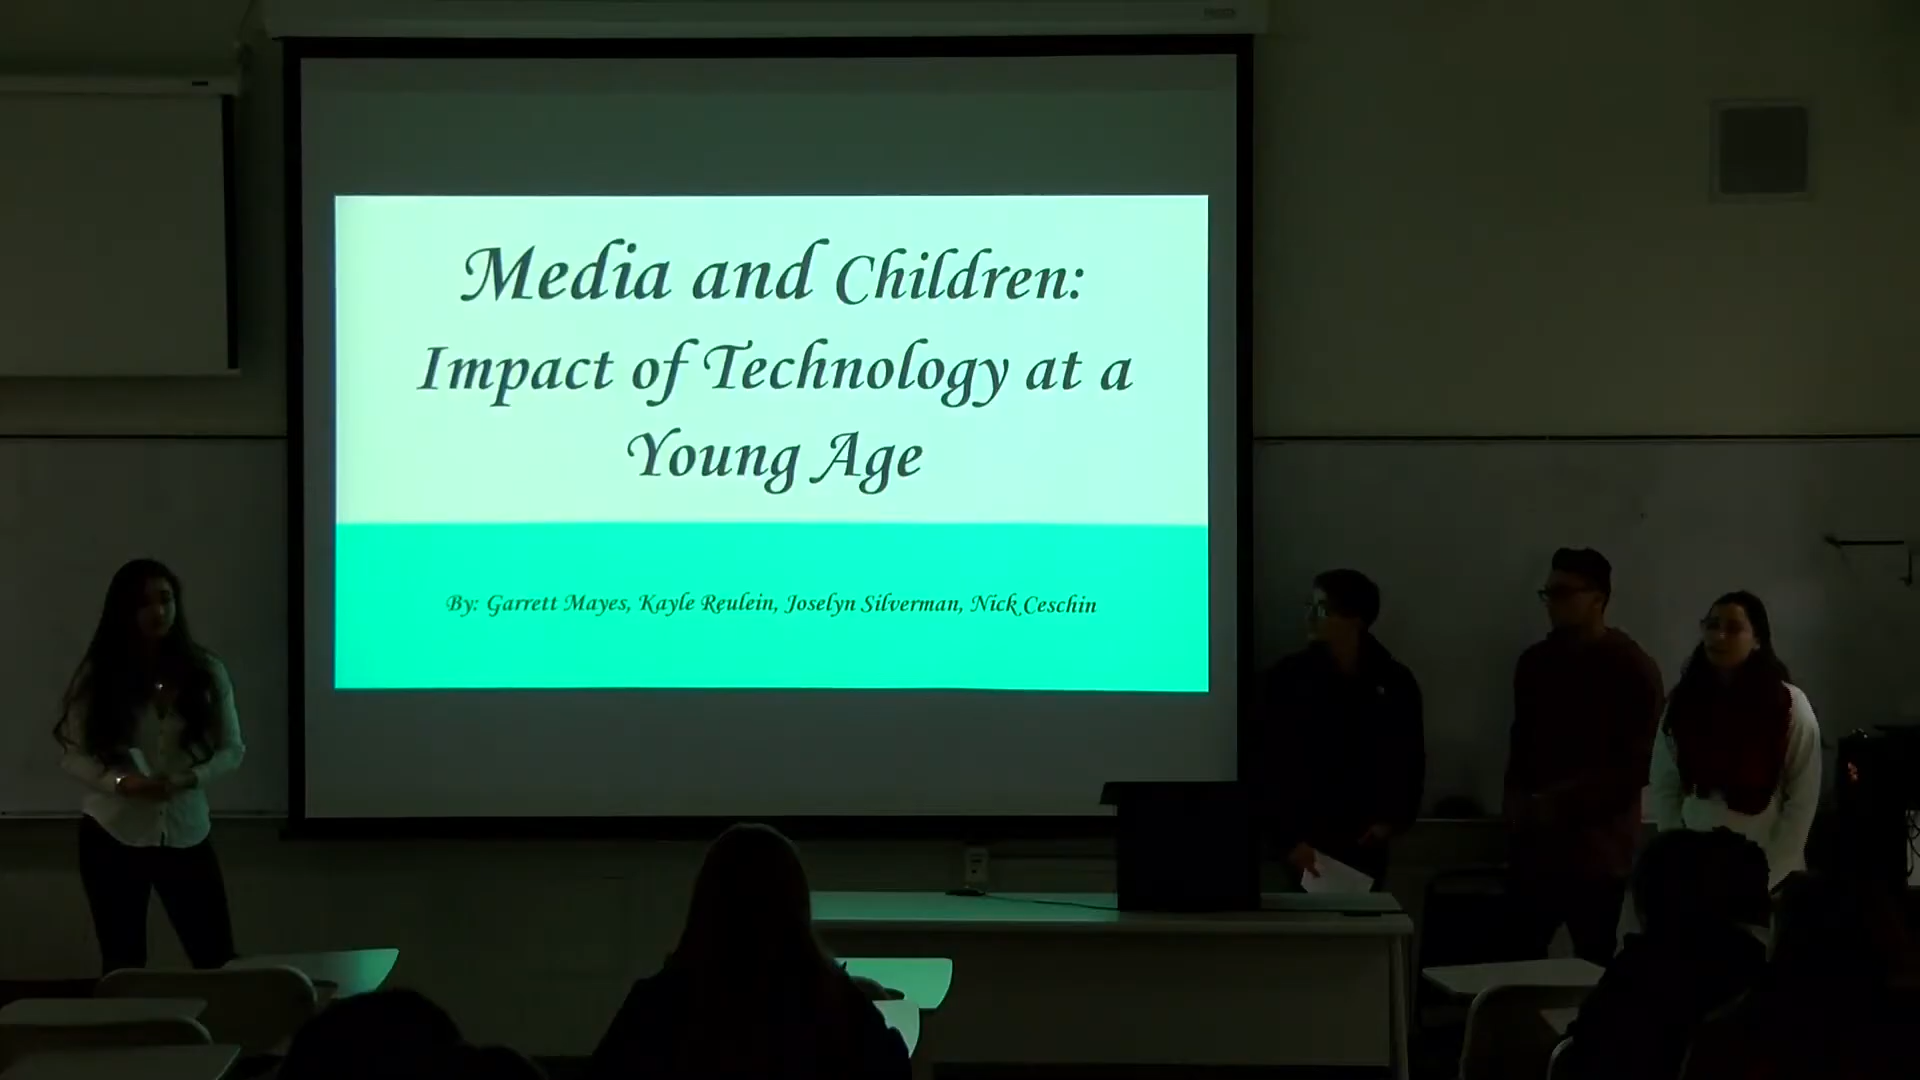 Media and Children:
Impact of Technology at a
Young Age
By: Garrett Mayes, Kayle Reulein, Joselyn Silverman, Nick Ceschin